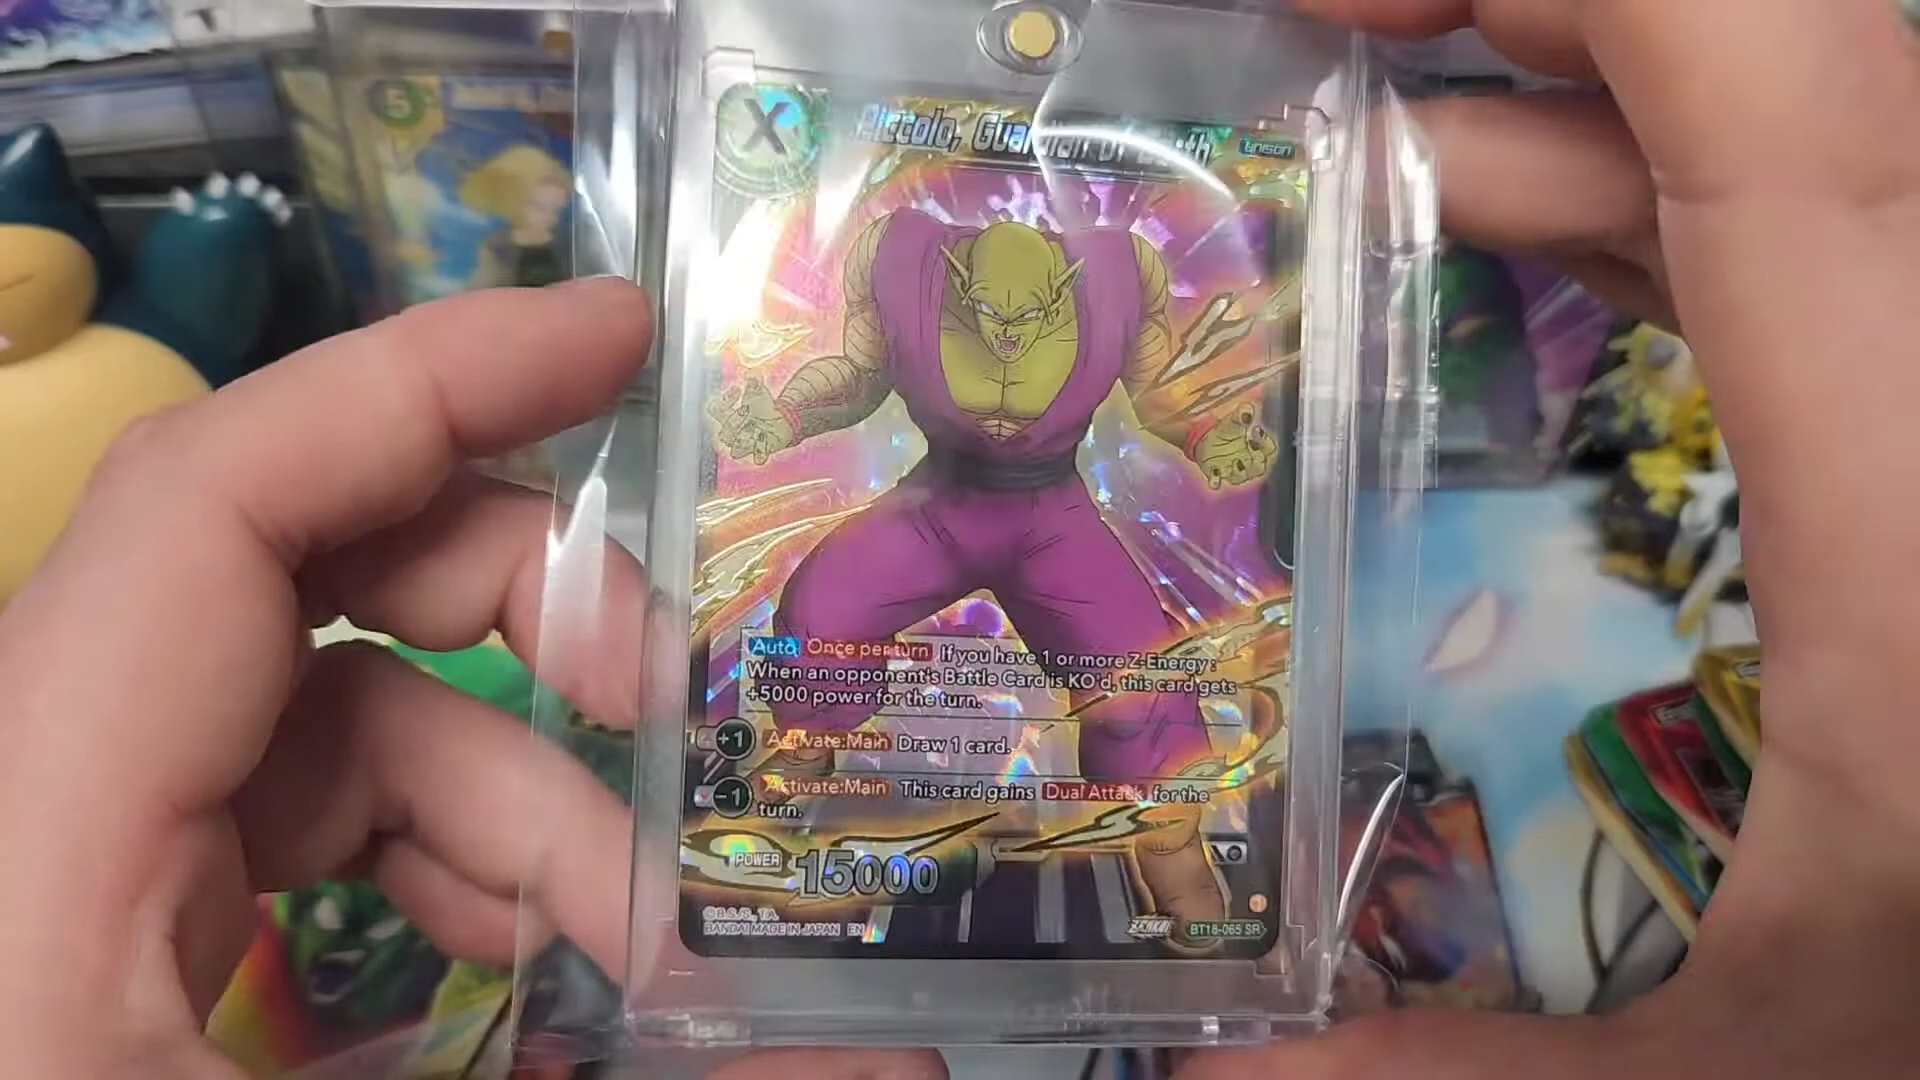 5
X
Piccolo, Guardian of Earth
UNISON
Auto Once per turn If you have 1 or more Z-Energy :
When an opponent's Battle Card is KO'd, this card gets
+5000 power for the turn.
+1 Activate:Main Draw 1 card.
-1 Activate:Main This card gains Dual Attack for the
turn.
POWER 15000
©B.S./S., T.A.
BANDAI MADE IN JAPAN EN
ZENKAI
BT18-065 SR